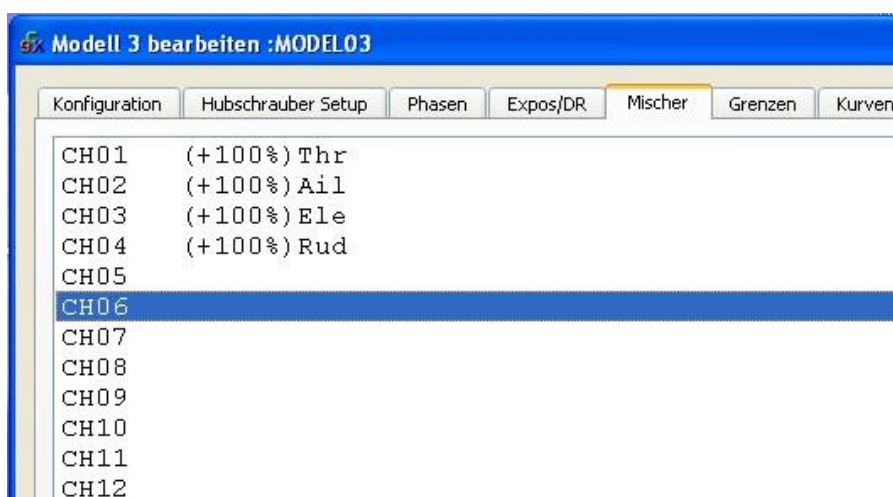 Modell 3 bearbeiten :MODEL03
Konfiguration Hubschrauber Setup Phasen Expos/DR Mischer Grenzen Kurven
CH01 (+100%)Thr
CH02 (+100%)Ail
CH03 (+100%)Ele
CH04 (+100%)Rud
CH05
CH06
CH07
CH08
CH09
CH10
CH11
CH12